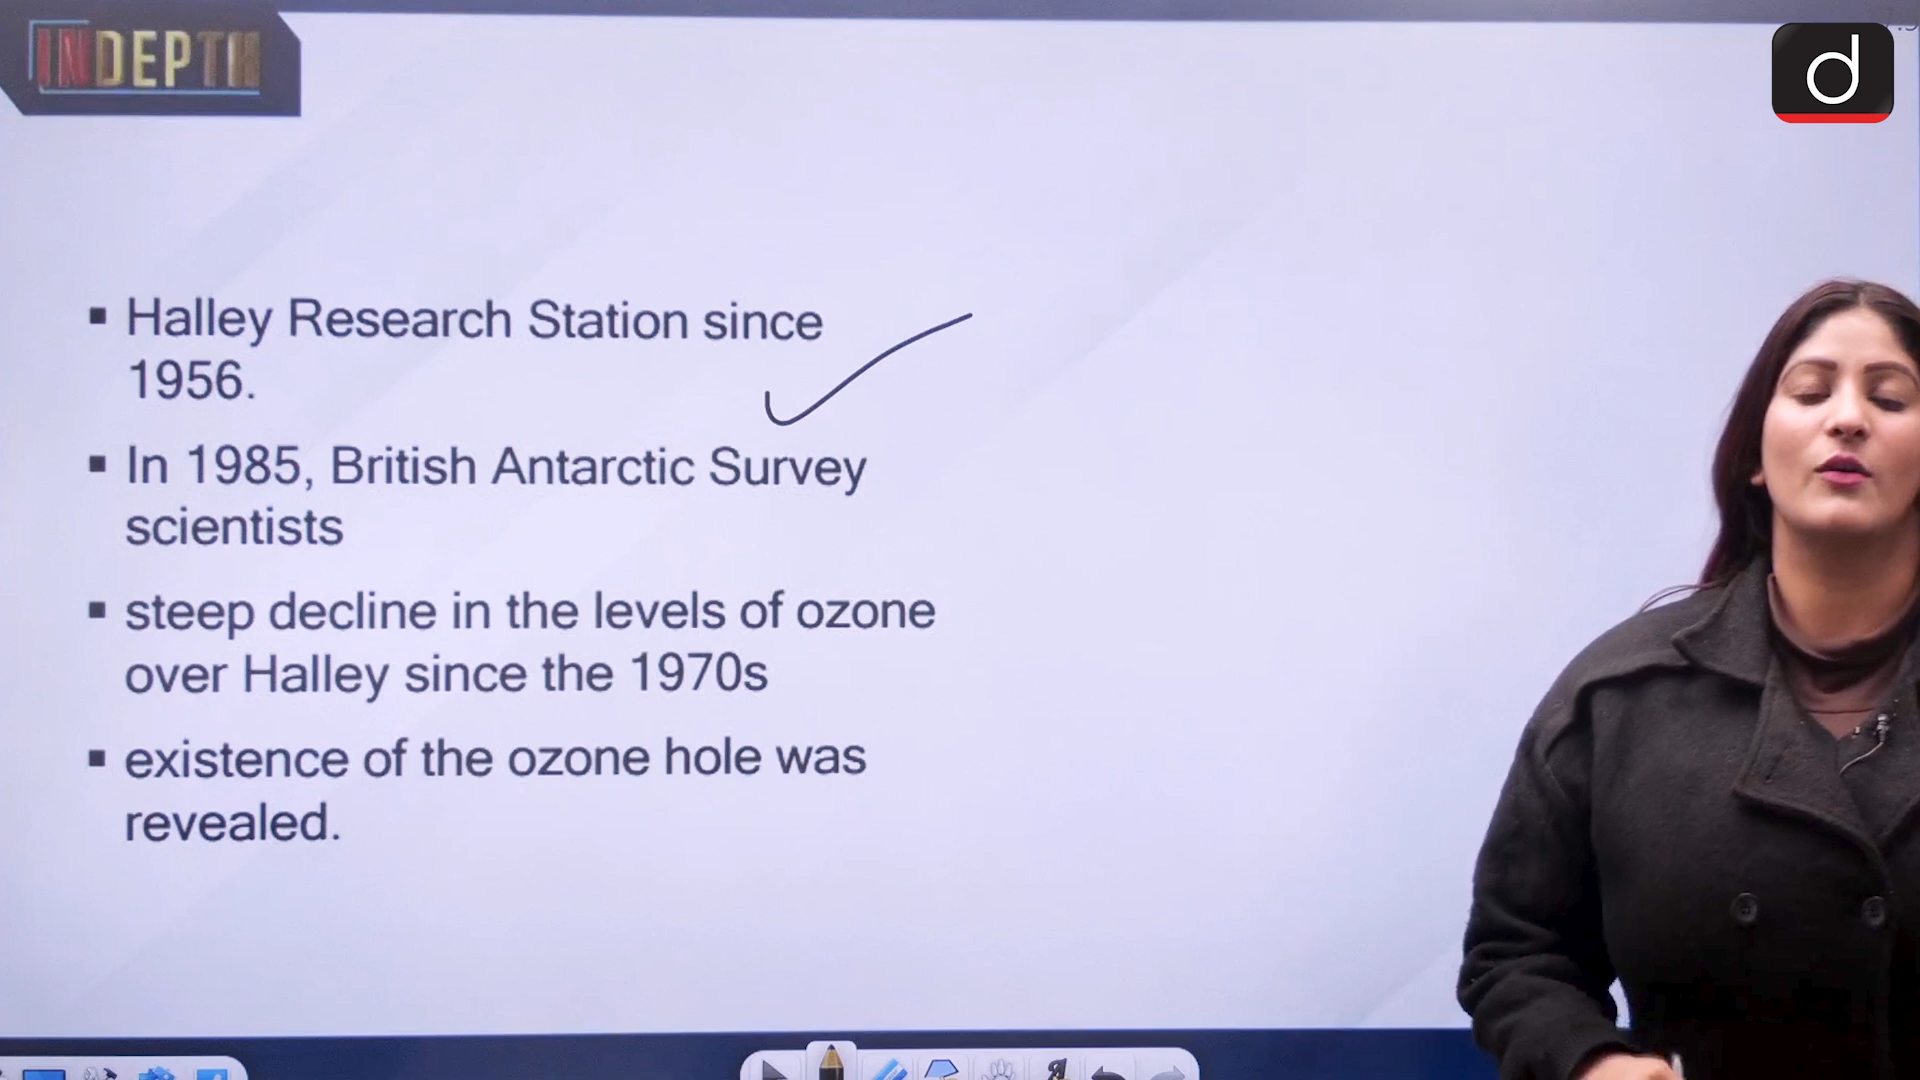 INDEPTH
d
▪ Halley Research Station since
1956.
▪ In 1985, British Antarctic Survey
scientists
▪ steep decline in the levels of ozone
over Halley since the 1970s
▪ existence of the ozone hole was
revealed.